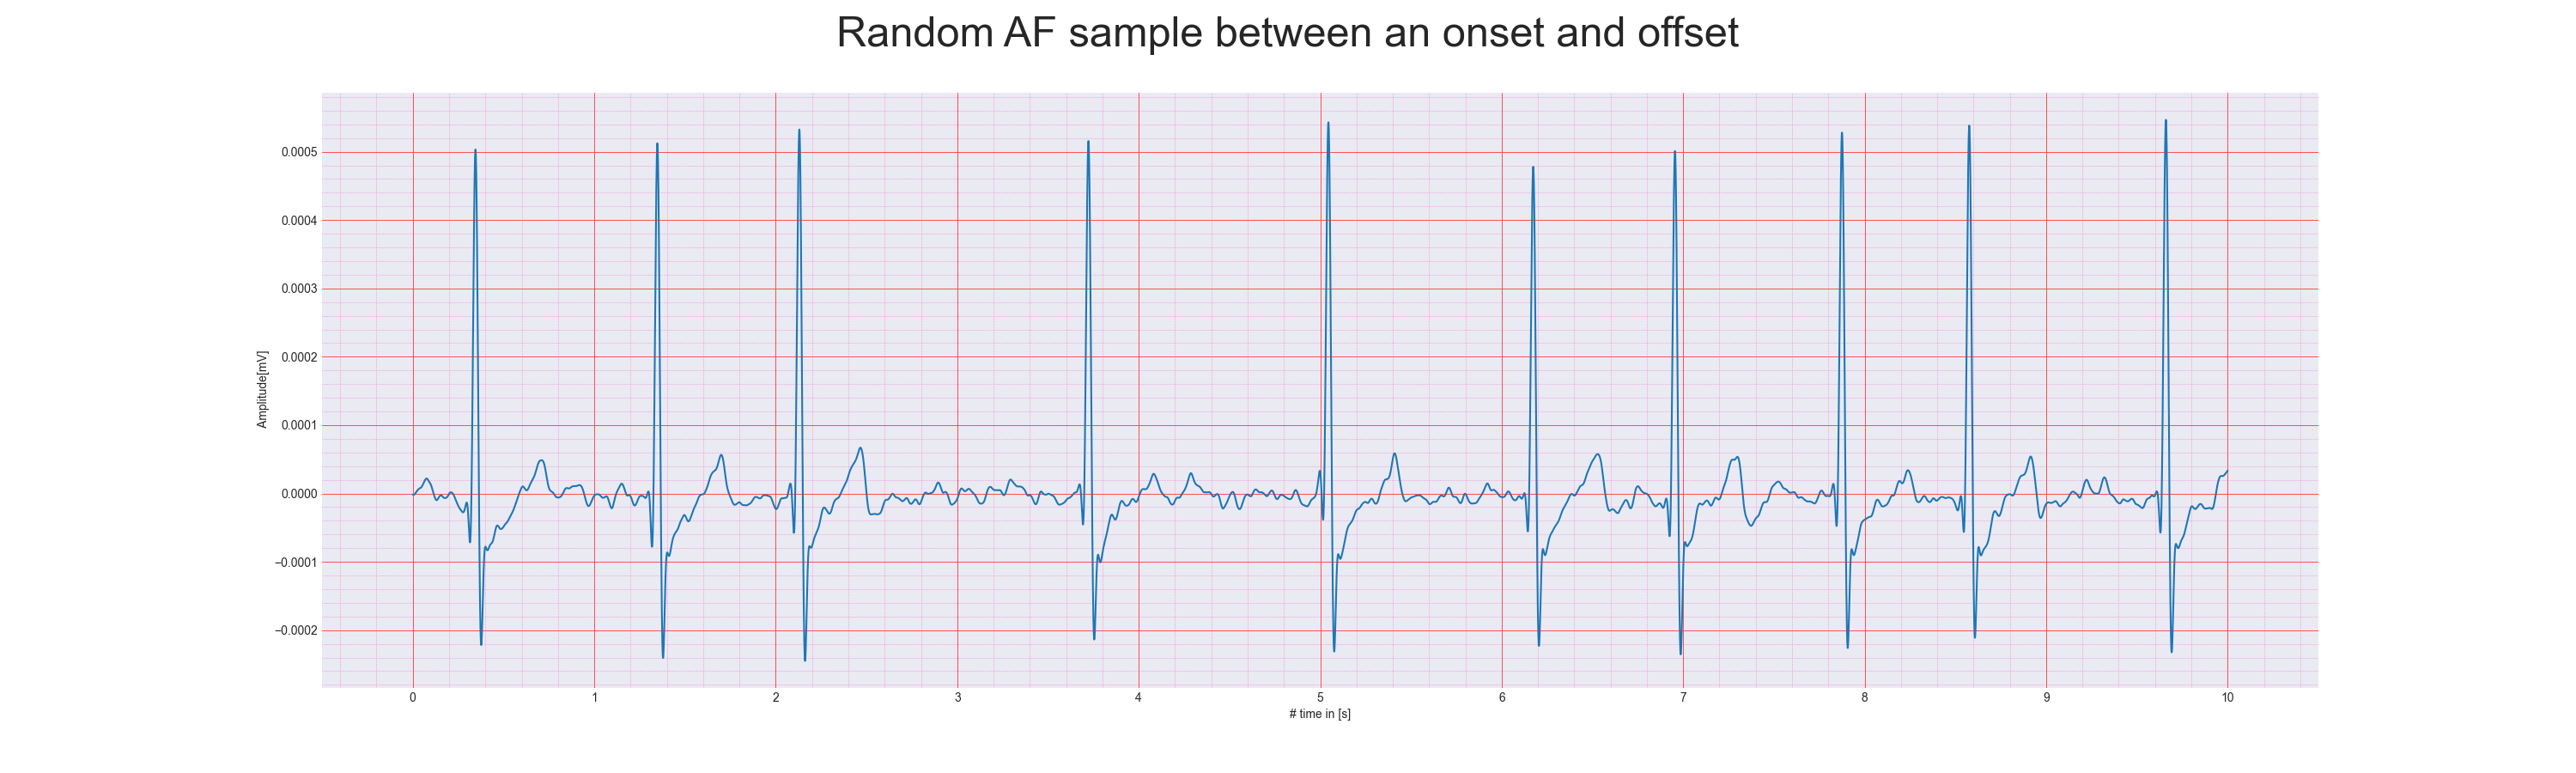 Random AF sample between an onset and offset
0.0005
0.0004
0.0003
0.0002
0.0001
0.0000
−0.0001
−0.0002
Amplitude[mV]
0 1 2 3 4 5 6 7 8 9 10
# time in [s]